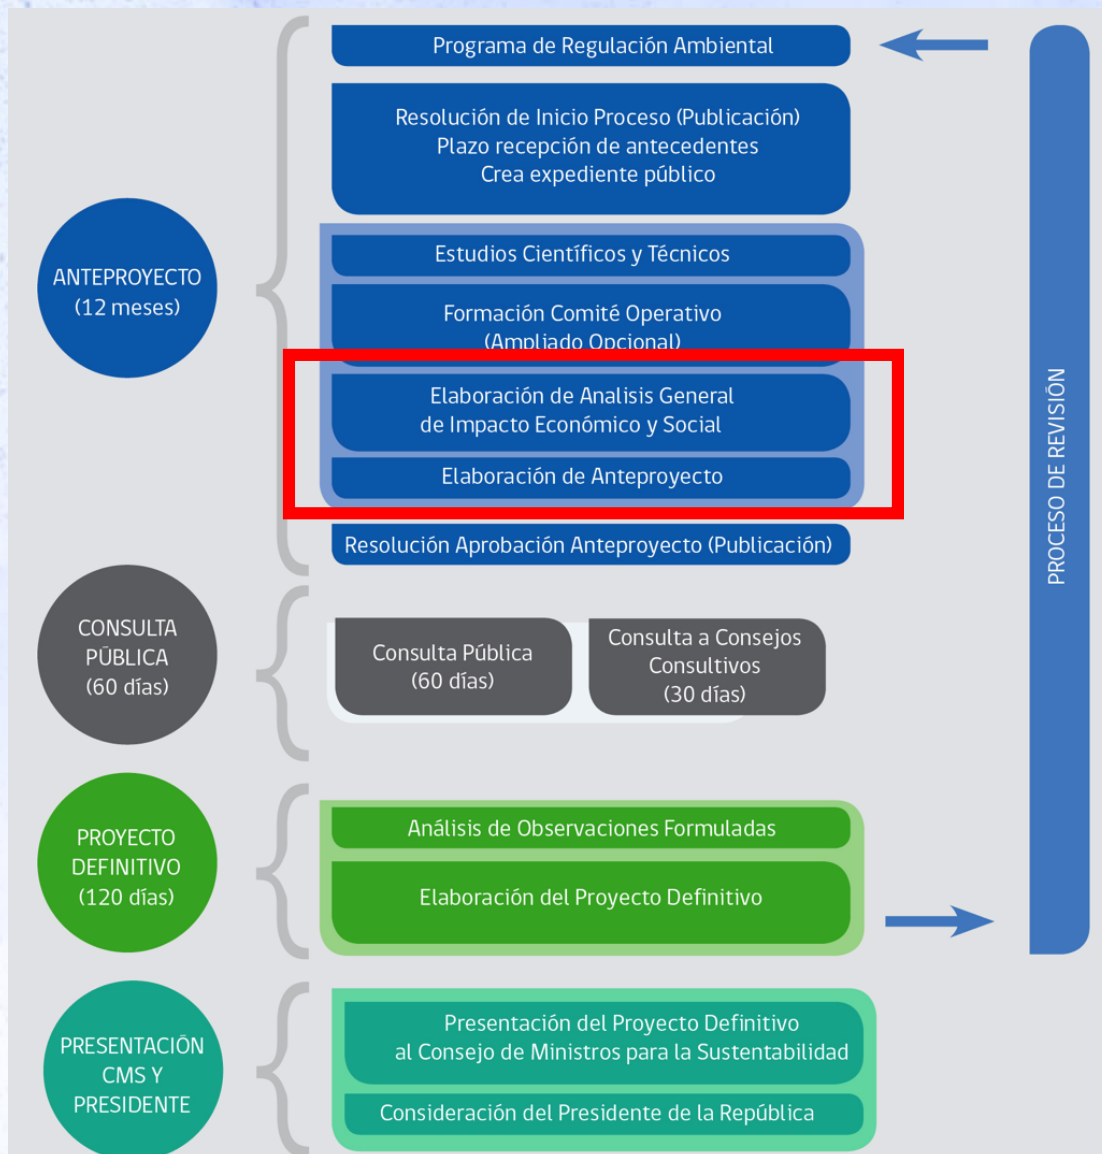 Programa de Regulación Ambiental
Resolución de Inicio Proceso (Publicación)
Plazo recepción de antecedentes
Crea expediente público
ANTEPROYECTO
(12 meses)
Estudios Científicos y Técnicos
Formación Comité Operativo
(Ampliado Opcional)
Elaboración de Analisis General
de Impacto Económico y Social
Elaboración de Anteproyecto
Resolución Aprobación Anteproyecto (Publicación)
PROCESO DE REVISIÓN
CONSULTA
PÚBLICA
(60 días)
Consulta Pública
(60 días)
Consulta a Consejos
Consultivos
(30 días)
PROYECTO
DEFINITIVO
(120 días)
Análisis de Observaciones Formuladas
Elaboración del Proyecto Definitivo
PRESENTACIÓN
CMS Y
PRESIDENTE
Presentación del Proyecto Definitivo
al Consejo de Ministros para la Sustentabilidad
Consideración del Presidente de la República